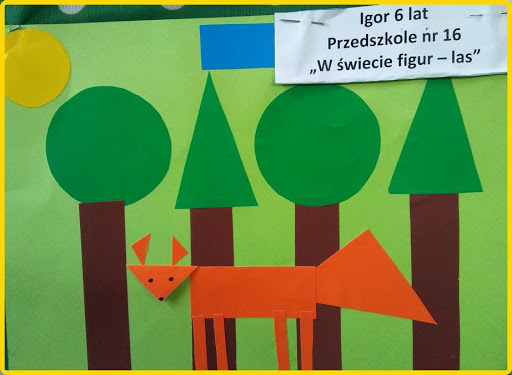 Igor 6 lat
Przedszkole nr 16
„W świecie figur – las”